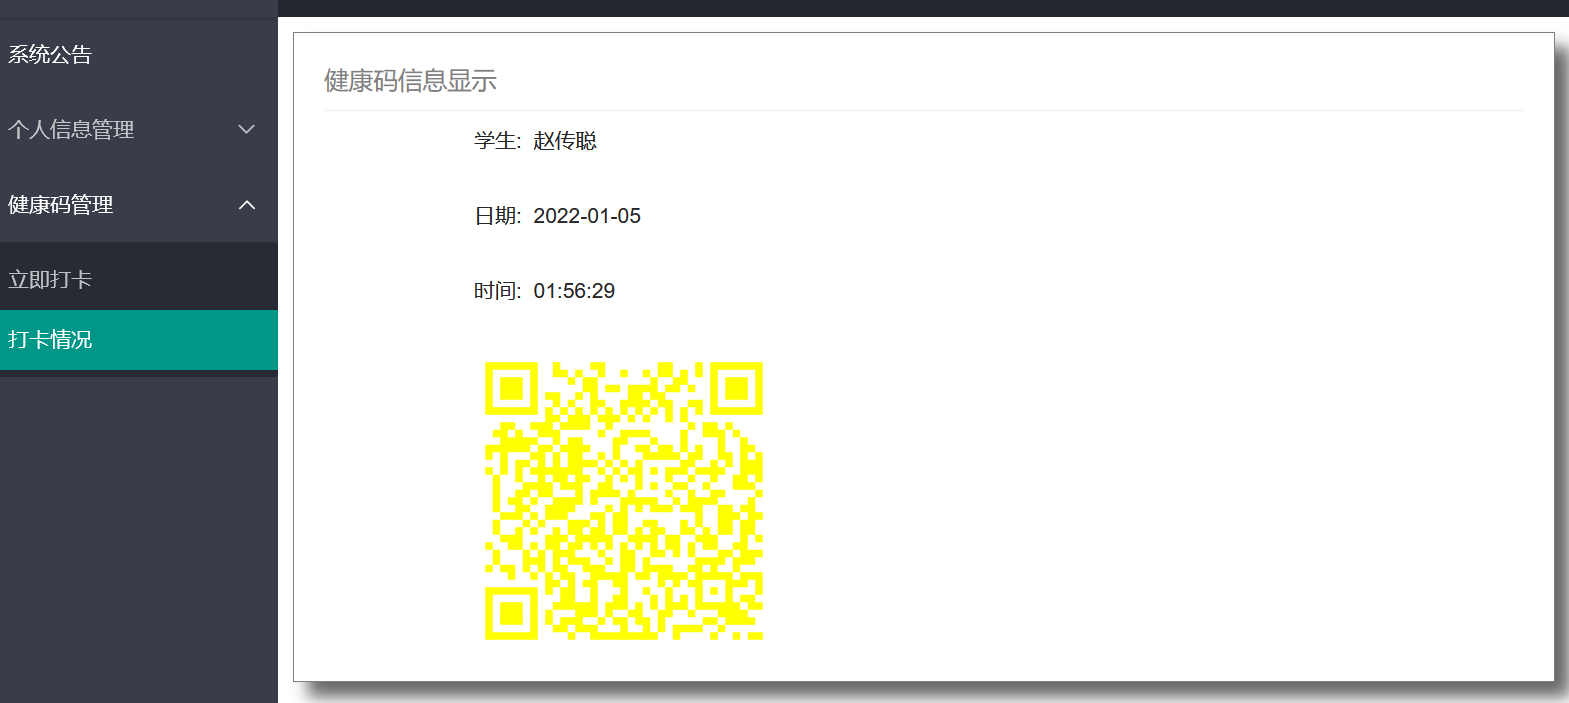 系统公告
个人信息管理
健康码管理
立即打卡
打卡情况
健康码信息显示
学生: 赵传聪
日期: 2022-01-05
时间: 01:56:29